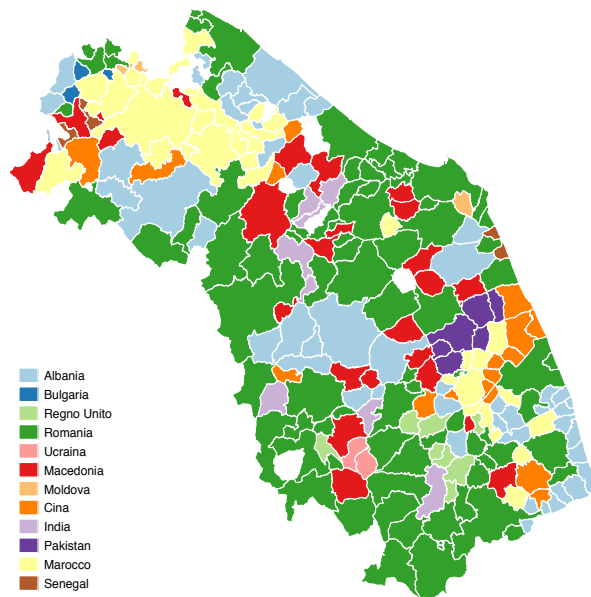 Albania
Bulgaria
Regno Unito
Romania
Ucraina
Macedonia
Moldova
Cina
India
Pakistan
Marocco
Senegal